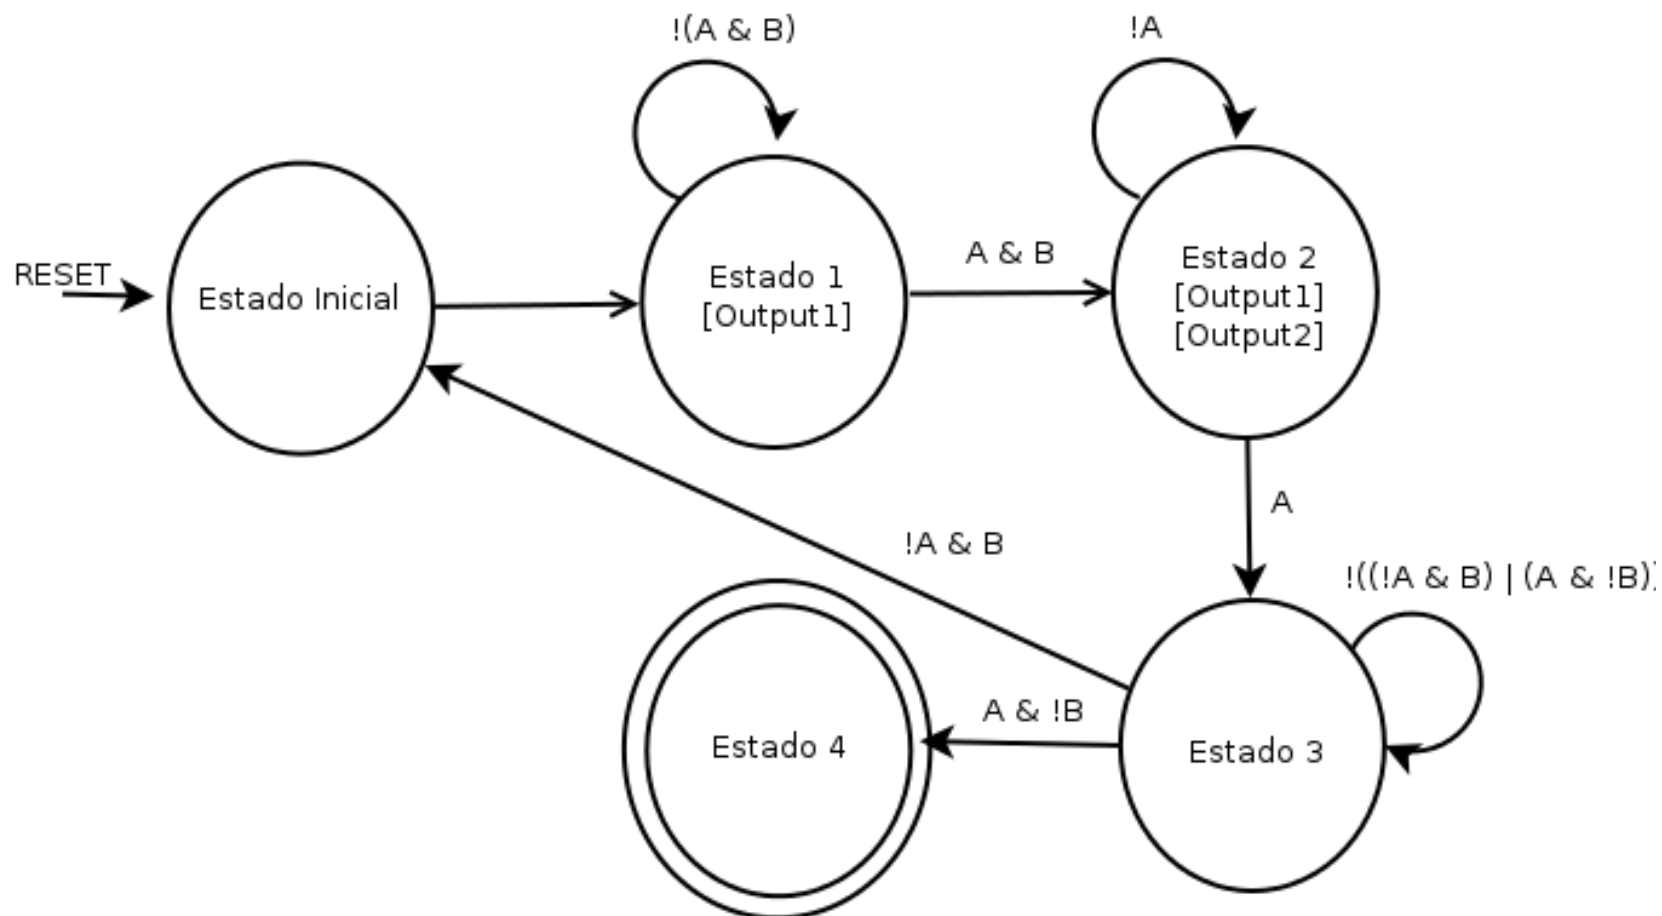 !(A & B)
!A
RESET
Estado Inicial
Estado 1
[Output1]
A & B
Estado 2
[Output1]
[Output2]
A
!A & B
!((!A & B) | (A & !B))
A & !B
Estado 4
Estado 3